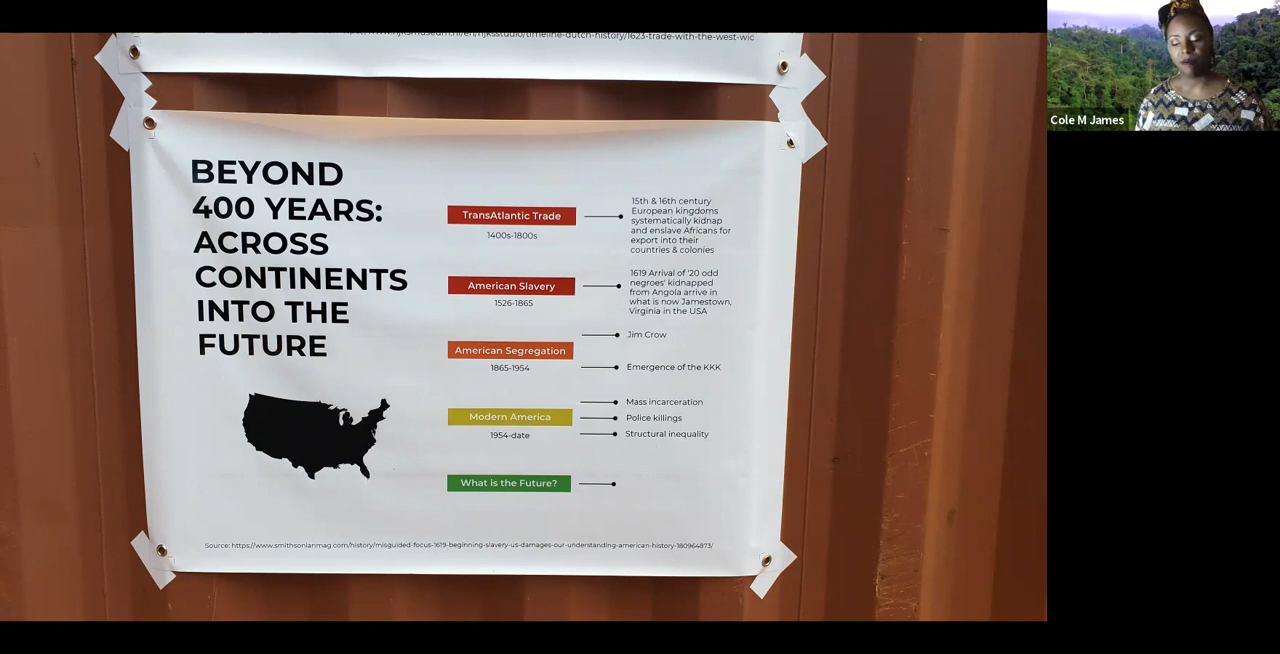 BEYOND
400 YEARS:
ACROSS
CONTINENTS
INTO THE
FUTURE
TransAtlantic Trade
1400s-1800s
15th & 16th century
European kingdoms
systematically kidnap
and enslave Africans for
export into their
countries & colonies
American Slavery
1526-1865
1619 Arrival of '20 odd
negroes' kidnapped
from Angola arrive in
what is now Jamestown,
Virginia in the USA
American Segregation
1865-1954
Jim Crow
Emergence of the KKK
Modern America
1954-date
Mass incarceration
Police killings
Structural inequality
What is the Future?
Source: https://www.smithsonianmag.com/history/misguided-focus-1619-beginning-slavery-us-damages-our-understanding-american-history-180964873/
Cole M James